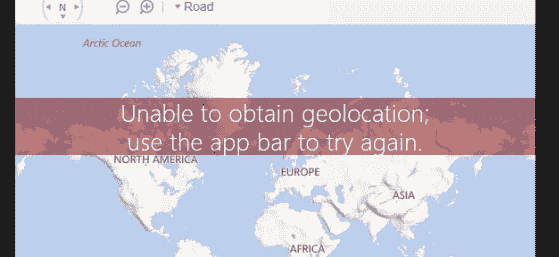 N
Road
Arctic Ocean
Unable to obtain geolocation;
use the app bar to try again.
NORTH AMERICA
EUROPE
ASIA
AFRICA